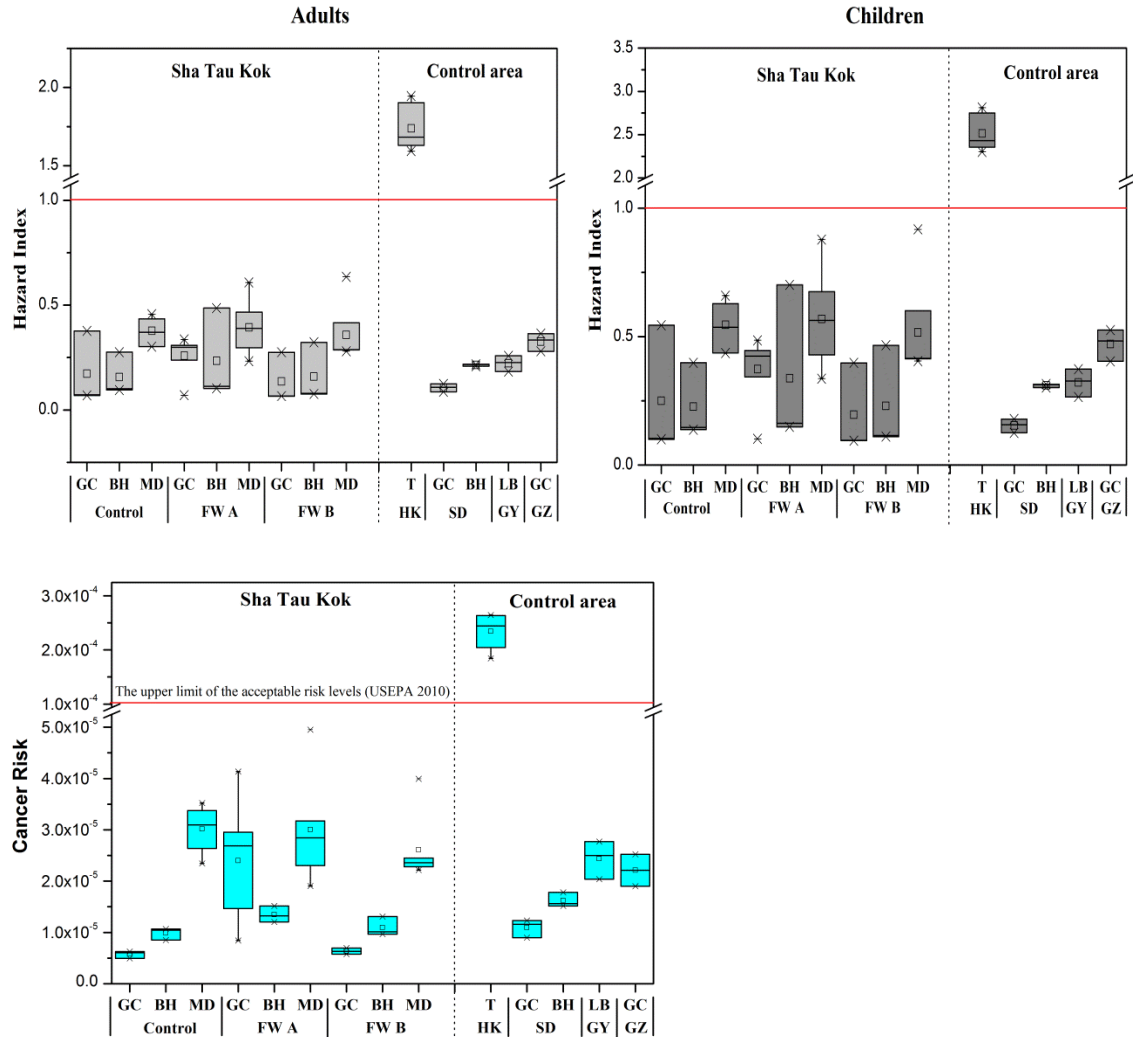 Adults
Sha Tau Kok Control area
Hazard Index
2.0
1.5
1.0
0.5
0.0
GC BH MD GC BH MD GC BH MD T GC BH LB GC
Control FW A FW B HK SD GY GZ
Children
Sha Tau Kok Control area
Hazard Index
3.5
3.0
2.5
2.0
1.0
0.5
0.0
GC BH MD GC BH MD GC BH MD T GC BH LB GC
Control FW A FW B HK SD GY GZ
Sha Tau Kok Control area
The upper limit of the acceptable risk levels (USEPA 2010)
Cancer Risk
3.0x10⁻⁴
2.0x10⁻⁴
1.0x10⁻⁴
5.0x10⁻⁵
4.0x10⁻⁵
3.0x10⁻⁵
2.0x10⁻⁵
1.0x10⁻⁵
0.0
GC BH MD GC BH MD GC BH MD T GC BH LB GC
Control FW A FW B HK SD GY GZ